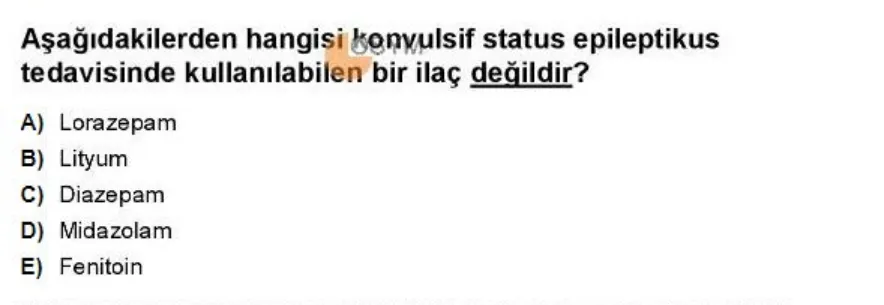 Aşağıdakilerden hangisi konvulsif status epileptikus
tedavisinde kullanılabilen bir ilaç değildir?
A) Lorazepam
B) Lityum
C) Diazepam
D) Midazolam
E) Fenitoin